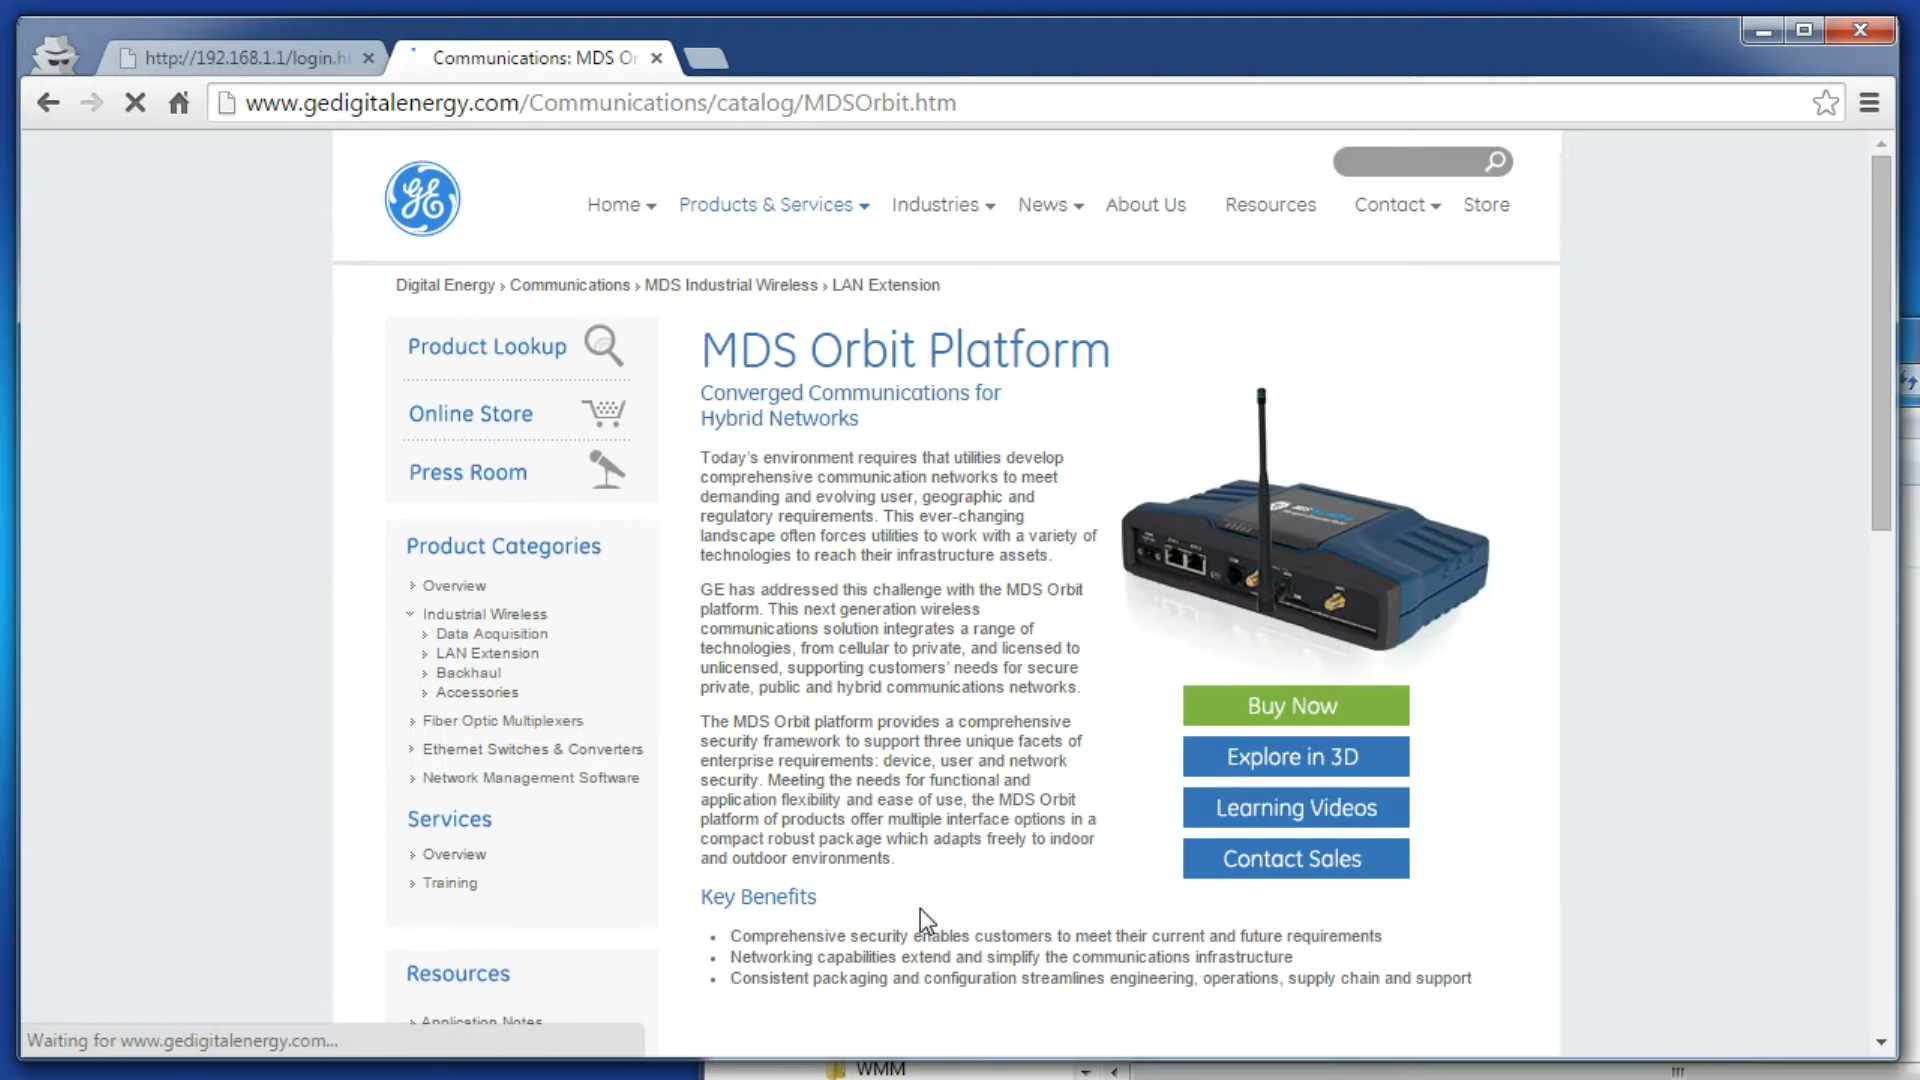 http://192.168.1.1/login.h
Communications: MDS Or
www.gedigitalenergy.com/Communications/catalog/MDSOrbit.htm
GE
Home
Products & Services
Industries
News
About Us
Resources
Contact
Store
Digital Energy › Communications › MDS Industrial Wireless › LAN Extension
Product Lookup
Online Store
Press Room
Product Categories
Overview
Industrial Wireless
Data Acquisition
LAN Extension
Backhaul
Accessories
Fiber Optic Multiplexers
Ethernet Switches & Converters
Network Management Software
Services
Overview
Training
Resources
Application Notes
MDS Orbit Platform
Converged Communications for
Hybrid Networks
Today's environment requires that utilities develop
comprehensive communication networks to meet
demanding and evolving user, geographic and
regulatory requirements. This ever-changing
landscape often forces utilities to work with a variety of
technologies to reach their infrastructure assets.
GE has addressed this challenge with the MDS Orbit
platform. This next generation wireless
communications solution integrates a range of
technologies, from cellular to private, and licensed to
unlicensed, supporting customers' needs for secure
private, public and hybrid communications networks.
The MDS Orbit platform provides a comprehensive
security framework to support three unique facets of
enterprise requirements: device, user and network
security. Meeting the needs for functional and
application flexibility and ease of use, the MDS Orbit
platform of products offer multiple interface options in a
compact robust package which adapts freely to indoor
and outdoor environments.
Buy Now
Explore in 3D
Learning Videos
Contact Sales
Key Benefits
• Comprehensive security enables customers to meet their current and future requirements
• Networking capabilities extend and simplify the communications infrastructure
• Consistent packaging and configuration streamlines engineering, operations, supply chain and support
Waiting for www.gedigitalenergy.com...
WMM